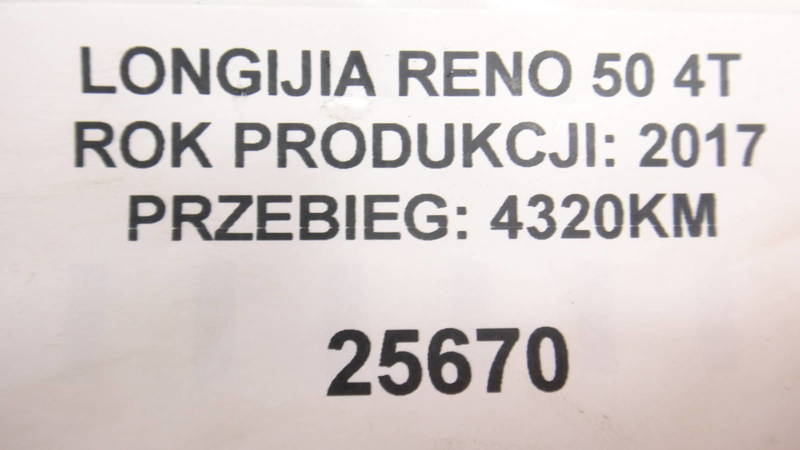 LONGIJIA RENO 50 4T
ROK PRODUKCJI: 2017
PRZEBIEG: 4320KM
25670